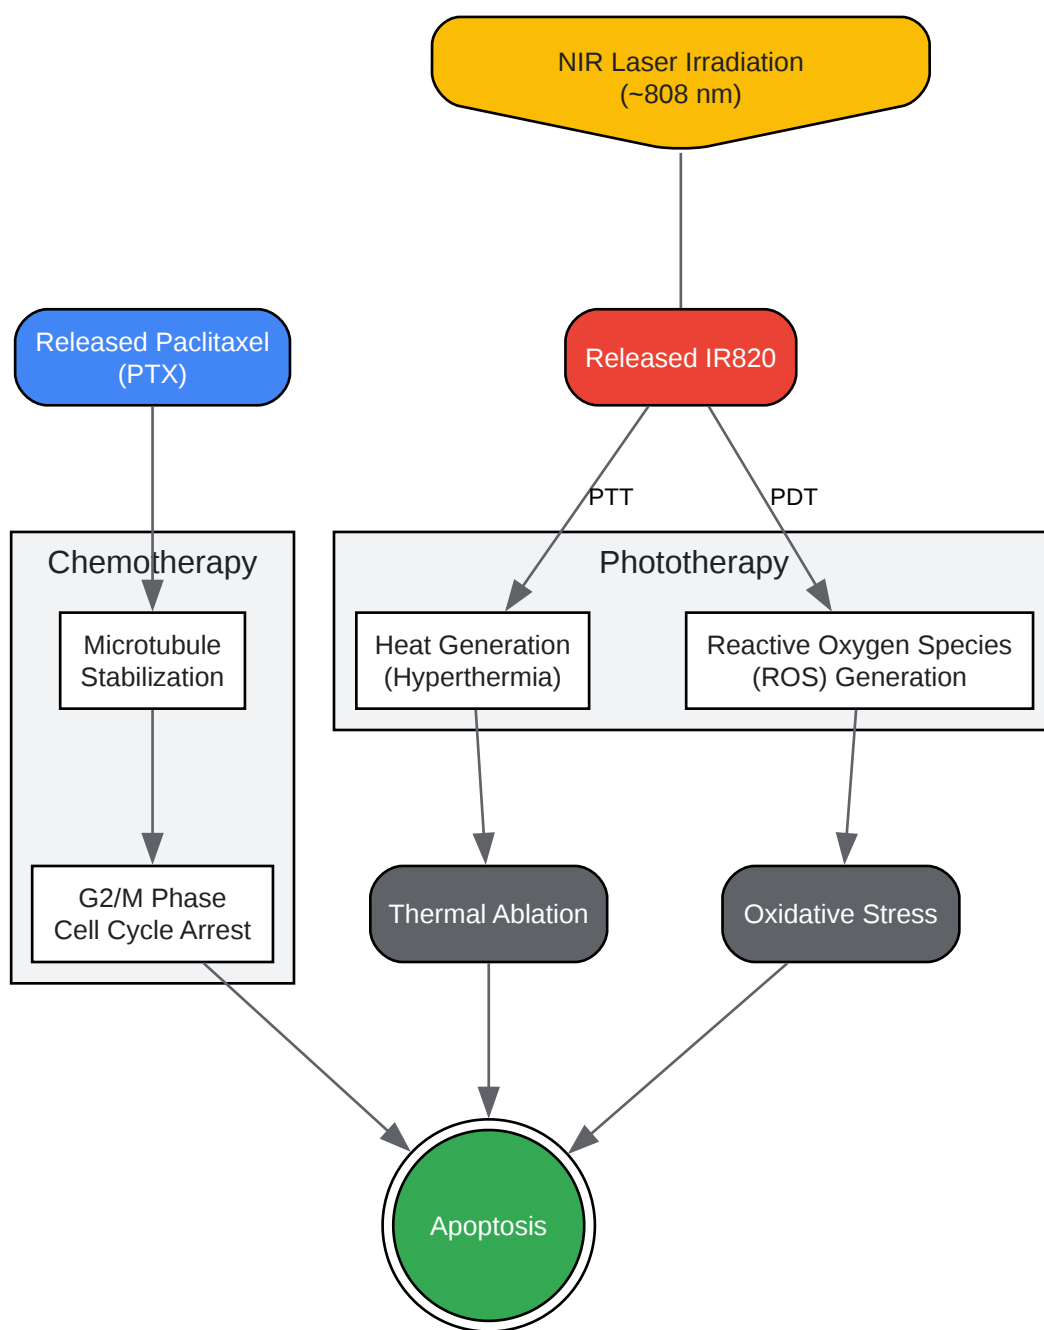 NIR Laser Irradiation
(~808 nm)
Released Paclitaxel
(PTX)
Released IR820
PTT
PDT
Chemotherapy
Phototherapy
Microtubule
Stabilization
Heat Generation
(Hyperthermia)
Reactive Oxygen Species
(ROS) Generation
G2/M Phase
Cell Cycle Arrest
Thermal Ablation
Oxidative Stress
Apoptosis